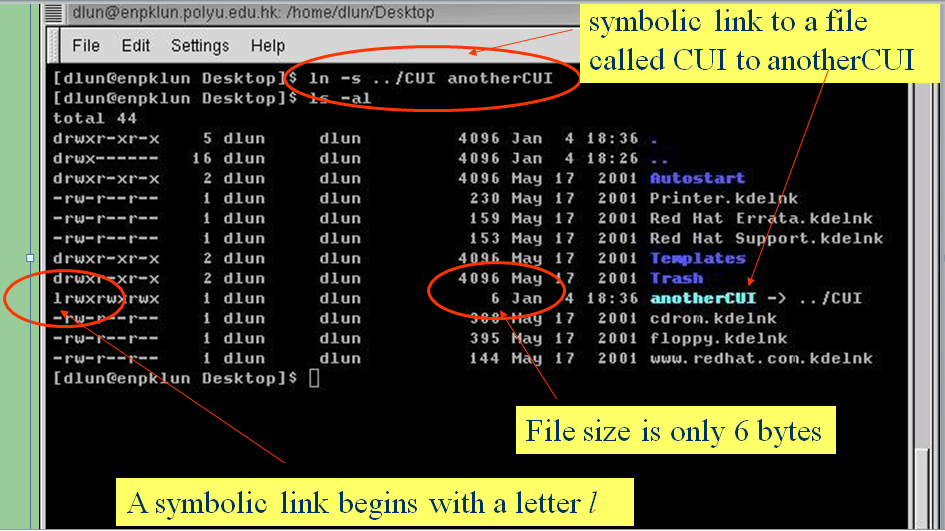 dlun@enpklun.polyu.edu.hk: /home/dlun/Desktop
File Edit Settings Help
symbolic link to a file
called CUI to anotherCUI
[dlun@enpklun Desktop]$ ln -s ../CUI anotherCUI
[dlun@enpklun Desktop]$ ls -al
total 44
drwxr-xr-x 5 dlun dlun 4096 Jan 4 18:36 .
drwx------ 16 dlun dlun 4096 Jan 4 18:26 ..
drwxr-xr-x 2 dlun dlun 4096 May 17 2001 Autostart
-rw-r--r-- 1 dlun dlun 230 May 17 2001 Printer.kdelnk
-rw-r--r-- 1 dlun dlun 159 May 17 2001 Red Hat Errata.kdelnk
-rw-r--r-- 1 dlun dlun 153 May 17 2001 Red Hat Support.kdelnk
drwxr-xr-x 2 dlun dlun 4096 May 17 2001 Templates
drwxr-xr-x 2 dlun dlun 4096 May 17 2001 Trash
lrwxrwxrwx 1 dlun dlun 6 Jan 4 18:36 anotherCUI -> ../CUI
-rw-r--r-- 1 dlun dlun May 17 2001 cdrom.kdelnk
-rw-r--r-- 1 dlun dlun 395 May 17 2001 floppy.kdelnk
-rw-r--r-- 1 dlun dlun 144 May 17 2001 www.redhat.com.kdelnk
[dlun@enpklun Desktop]$
File size is only 6 bytes
A symbolic link begins with a letter l